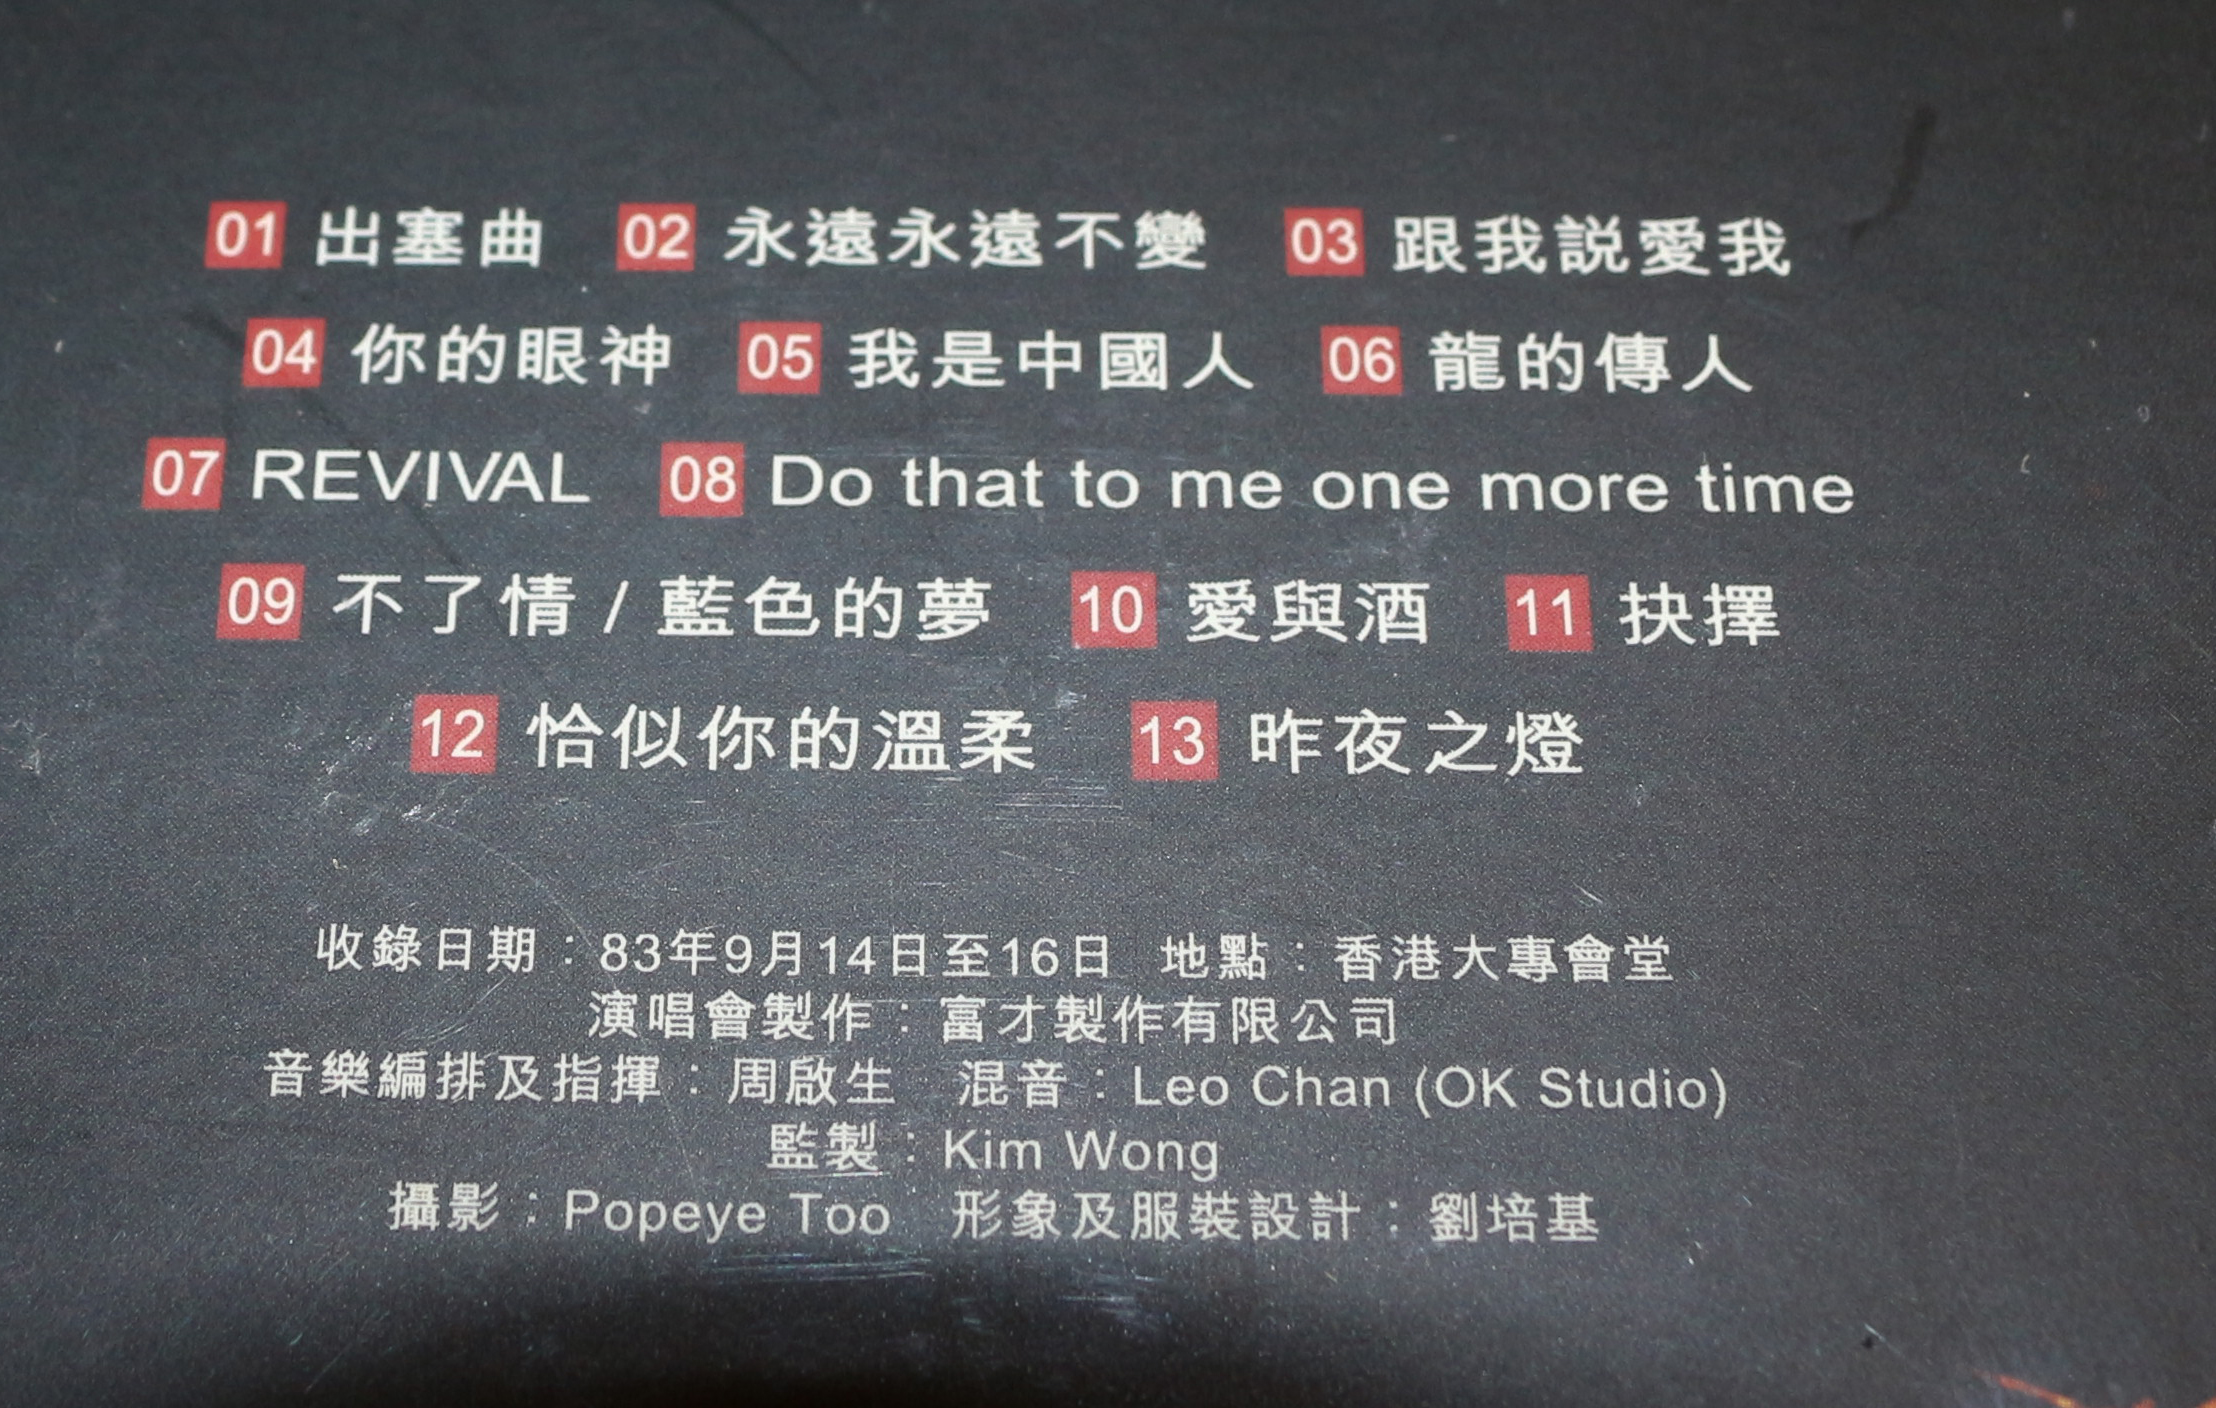 01 出塞曲 02 永遠永遠不變 03 跟我説愛我
04 你的眼神 05 我是中國人 06 龍的傳人
07 REVIVAL 08 Do that to me one more time
09 不了情 / 藍色的夢 10 愛與酒 11 抉擇
12 恰似你的溫柔 13 昨夜之燈
收錄日期：83年9月14日至16日 地點：香港大專會堂
演唱會製作：富才製作有限公司
音樂編排及指揮：周啟生 混音：Leo Chan (OK Studio)
監製：Kim Wong
攝影：Popeye Too 形象及服裝設計：劉培基